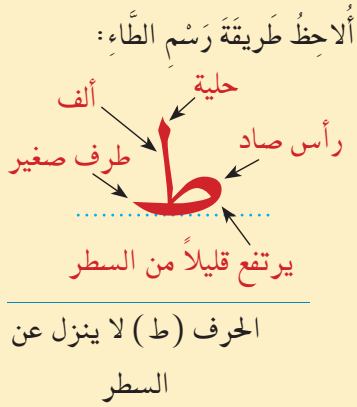 أُلاحِظُ طَريقَةَ رَسْمِ الطَّاءِ:
حلية
ألف
رأس صاد
طرف صغير
ط
يرتفع قليلاً من السطر
الحرف (ط) لا ينزل عن
السطر